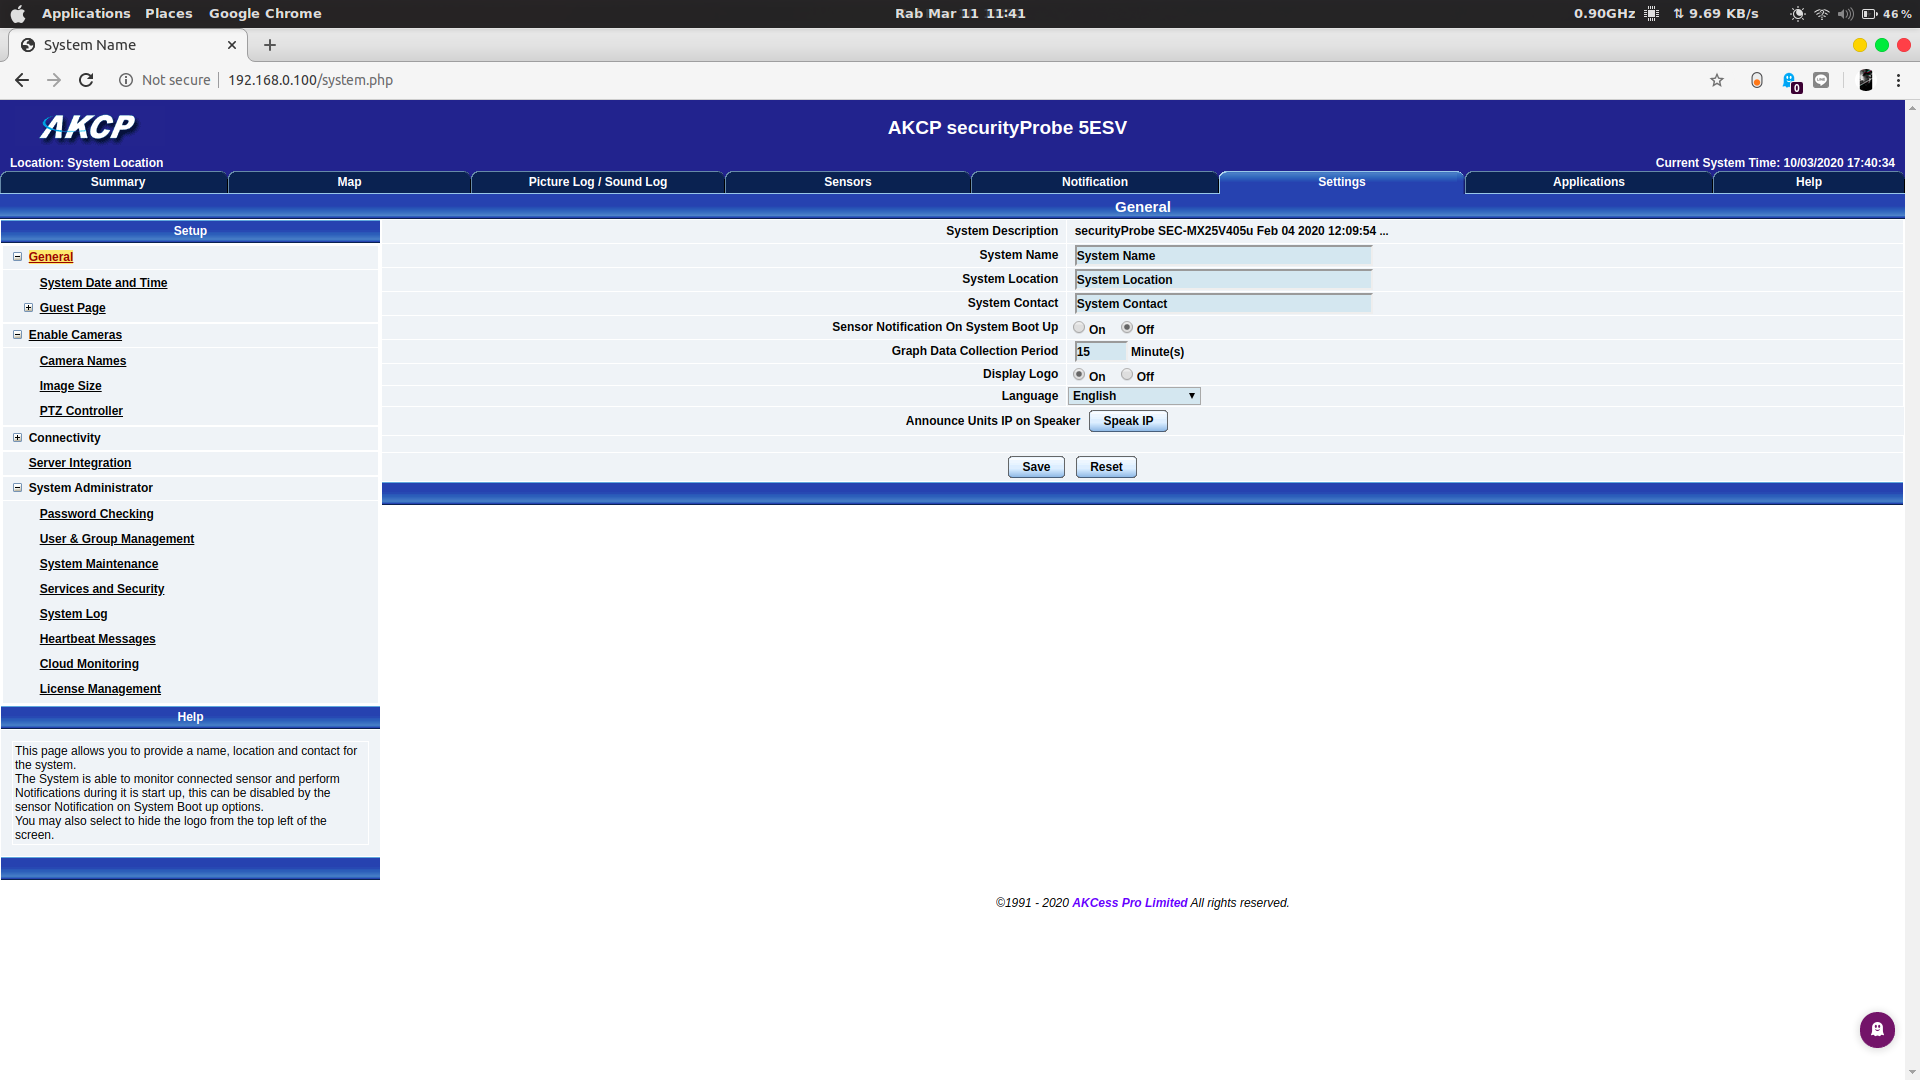 Applications Places Google Chrome Rab Mar 11 11:41 0.90GHz 9.69 KB/s 46 %
System Name
Not secure 192.168.0.100/system.php
0
AKCP
AKCP securityProbe 5ESV
Location: System Location
Current System Time: 10/03/2020 17:40:34
Summary Map Picture Log / Sound Log Sensors Notification Settings Applications Help
General
Setup
General
System Date and Time
Guest Page
Enable Cameras
Camera Names
Image Size
PTZ Controller
Connectivity
Server Integration
System Administrator
Password Checking
User & Group Management
System Maintenance
Services and Security
System Log
Heartbeat Messages
Cloud Monitoring
License Management
Help
This page allows you to provide a name, location and contact for
the system.
The System is able to monitor connected sensor and perform
Notifications during it is start up, this can be disabled by the
sensor Notification on System Boot up options.
You may also select to hide the logo from the top left of the
screen.
System Description securityProbe SEC-MX25V405u Feb 04 2020 12:09:54 ...
System Name System Name
System Location System Location
System Contact System Contact
Sensor Notification On System Boot Up On Off
Graph Data Collection Period 15 Minute(s)
Display Logo On Off
Language English
Announce Units IP on Speaker Speak IP
Save Reset
©1991 - 2020 AKCess Pro Limited All rights reserved.